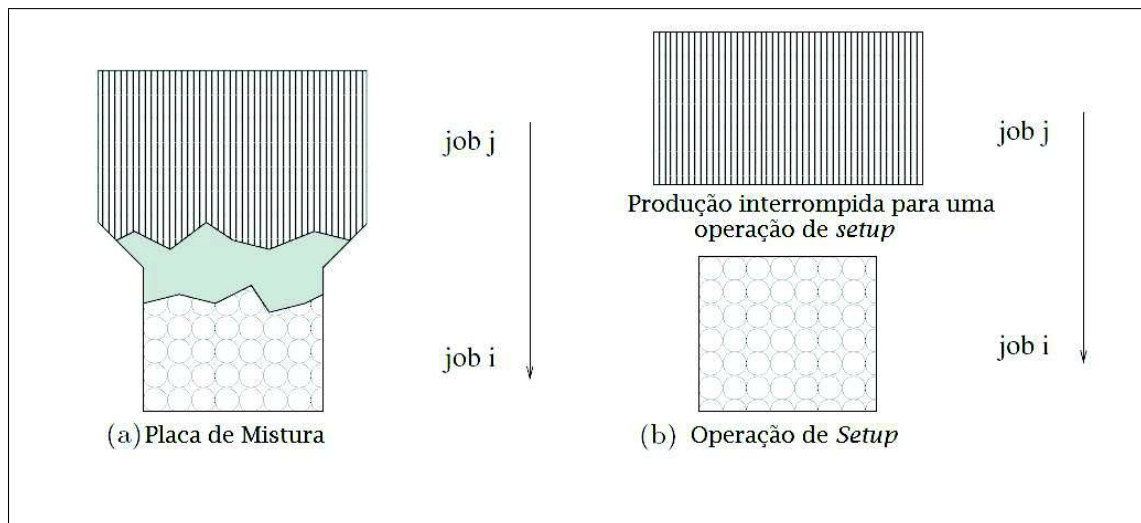 job j
job i
(a) Placa de Mistura
job j
Produção interrompida para uma
operação de setup
job i
(b) Operação de Setup